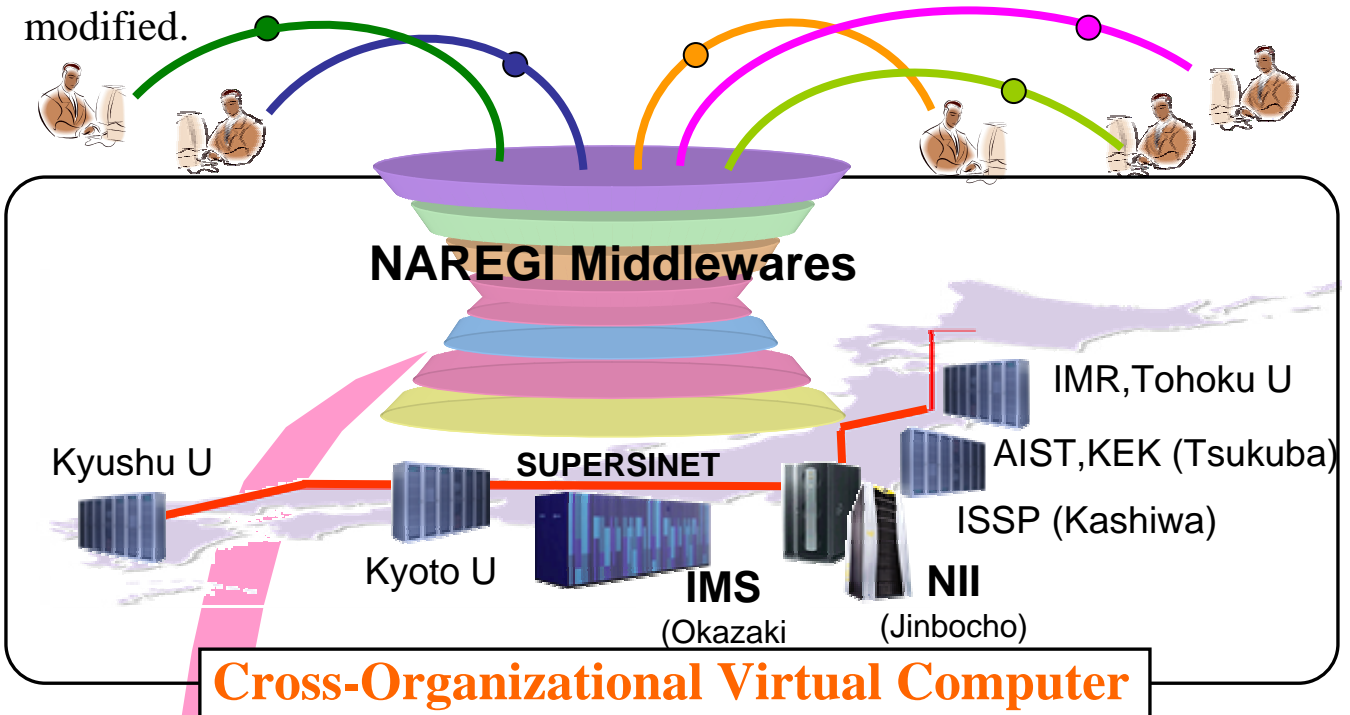 modified.
NAREGI Middlewares
IMR,Tohoku U
Kyushu U
SUPERSINET
AIST,KEK (Tsukuba)
ISSP (Kashiwa)
Kyoto U
IMS
NII
(Okazaki
(Jinbocho)
Cross-Organizational Virtual Computer